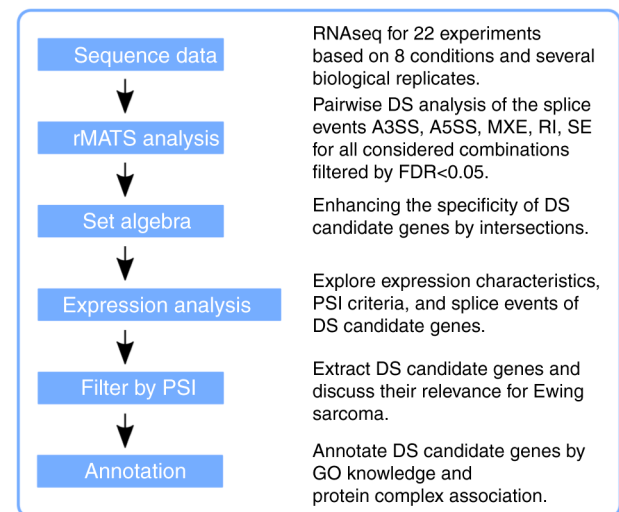 Sequence data
RNAseq for 22 experiments
based on 8 conditions and several
biological replicates.
rMATS analysis
Pairwise DS analysis of the splice
events A3SS, A5SS, MXE, RI, SE
for all considered combinations
filtered by FDR<0.05.
Set algebra
Enhancing the specificity of DS
candidate genes by intersections.
Expression analysis
Explore expression characteristics,
PSI criteria, and splice events of
DS candidate genes.
Filter by PSI
Extract DS candidate genes and
discuss their relevance for Ewing
sarcoma.
Annotation
Annotate DS candidate genes by
GO knowledge and
protein complex association.